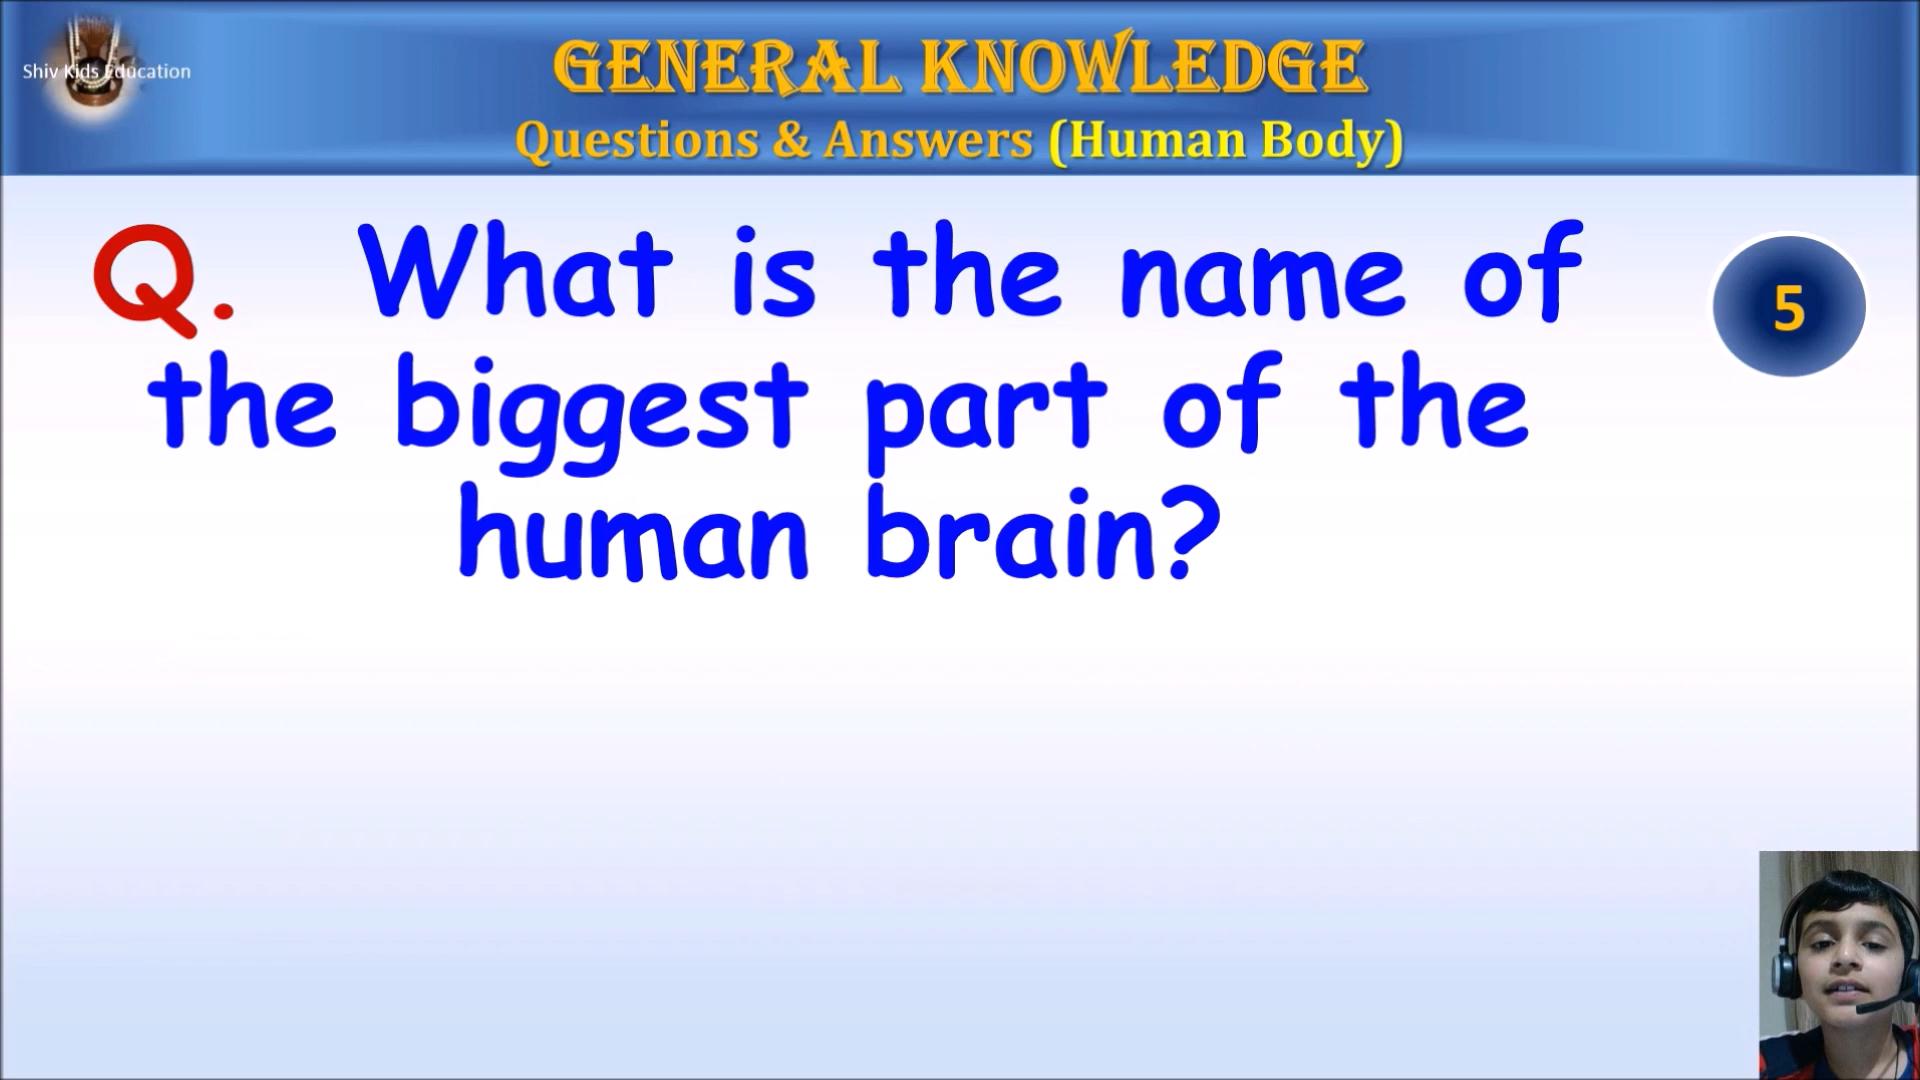 Shiv Kids Education
GENERAL KNOWLEDGE
Questions & Answers (Human Body)
Q. What is the name of
the biggest part of the
human brain?
5